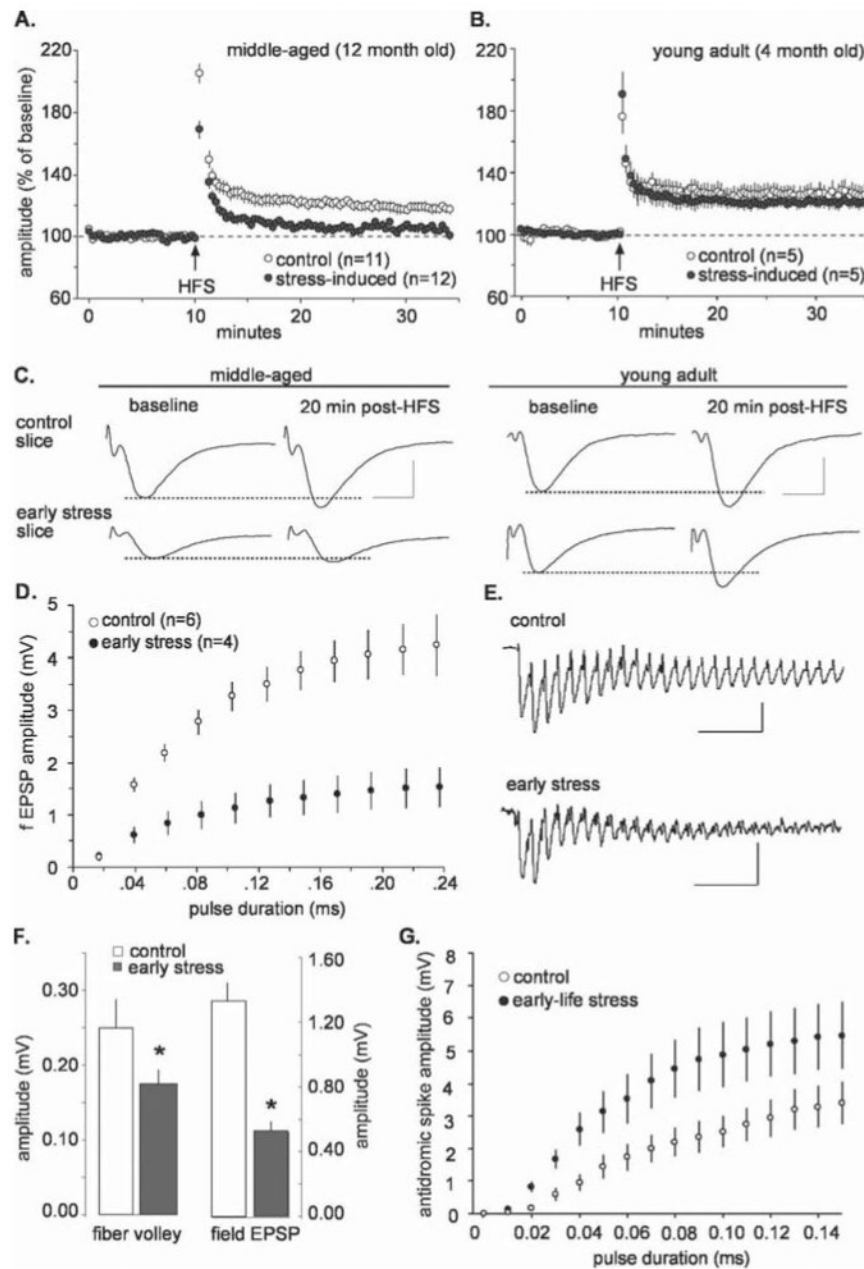 A.
middle-aged (12 month old)
220
180
140
100
60
amplitude (% of baseline)
control (n=11)
stress-induced (n=12)
HFS
0 10 20 30
minutes
B.
young adult (4 month old)
220
180
140
100
60
control (n=5)
stress-induced (n=5)
HFS
0 10 20 30
minutes
C.
middle-aged
young adult
baseline
20 min post-HFS
baseline
20 min post-HFS
control
slice
early stress
slice
D.
control (n=6)
early stress (n=4)
5
4
3
2
1
0
f EPSP amplitude (mV)
0 .04 .08 .12 .16 .20 .24
pulse duration (ms)
E.
control
early stress
F.
control
early stress
0.30
0.25
0.10
0.00
amplitude (mV)
*
*
1.60
1.20
0.80
0.40
0.00
amplitude (mV)
fiber volley
field EPSP
G.
control
early-life stress
8
7
6
5
4
3
2
1
0
antidromic spike amplitude (mV)
0 0.02 0.04 0.06 0.08 0.10 0.12 0.14
pulse duration (ms)